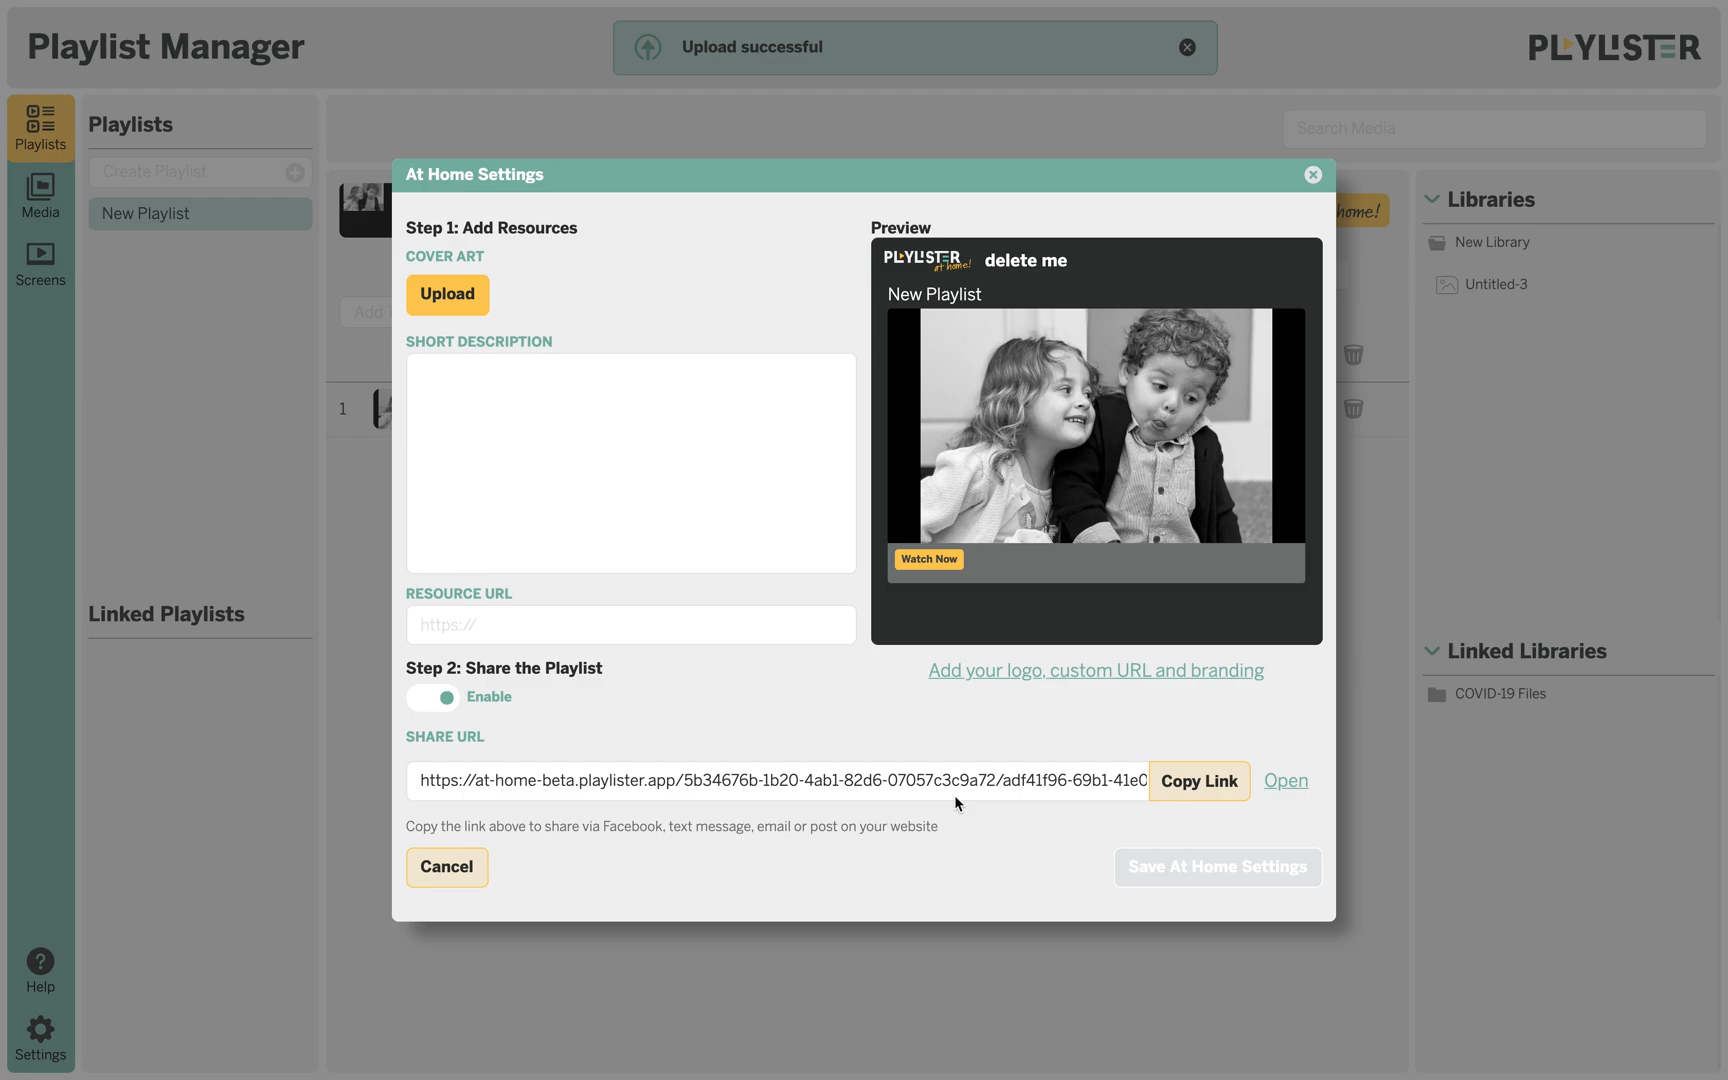 Playlist Manager
Upload successful
PLAYLISTER
Playlists
Media
Screens
Help
Settings
Playlists
Create Playlist
New Playlist
Linked Playlists
Search Media
home!
Add
1
At Home Settings
Step 1: Add Resources
COVER ART
Upload
SHORT DESCRIPTION
RESOURCE URL
https://
Step 2: Share the Playlist
Enable
SHARE URL
https://at-home-beta.playlister.app/5b34676b-1b20-4ab1-82d6-07057c3c9a72/adf41f96-69b1-41e0
Copy Link
Open
Copy the link above to share via Facebook, text message, email or post on your website
Cancel
Save At Home Settings
Preview
PLAYLISTER
at home!
delete me
New Playlist
Watch Now
Add your logo, custom URL and branding
Libraries
New Library
Untitled-3
Linked Libraries
COVID-19 Files